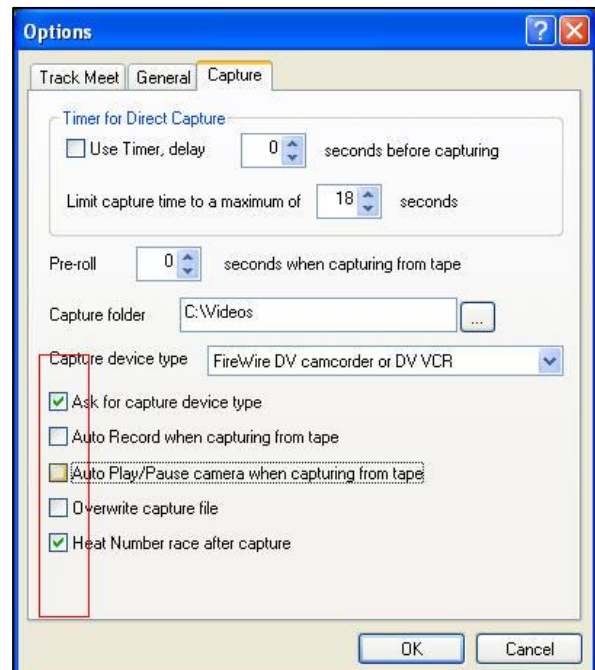 Options
Track Meet General Capture
Timer for Direct Capture
Use Timer, delay 0 seconds before capturing
Limit capture time to a maximum of 18 seconds
Pre-roll 0 seconds when capturing from tape
Capture folder C:\Videos ...
Capture device type FireWire DV camcorder or DV VCR
Ask for capture device type
Auto Record when capturing from tape
Auto Play/Pause camera when capturing from tape
Overwrite capture file
Heat Number race after capture
OK Cancel